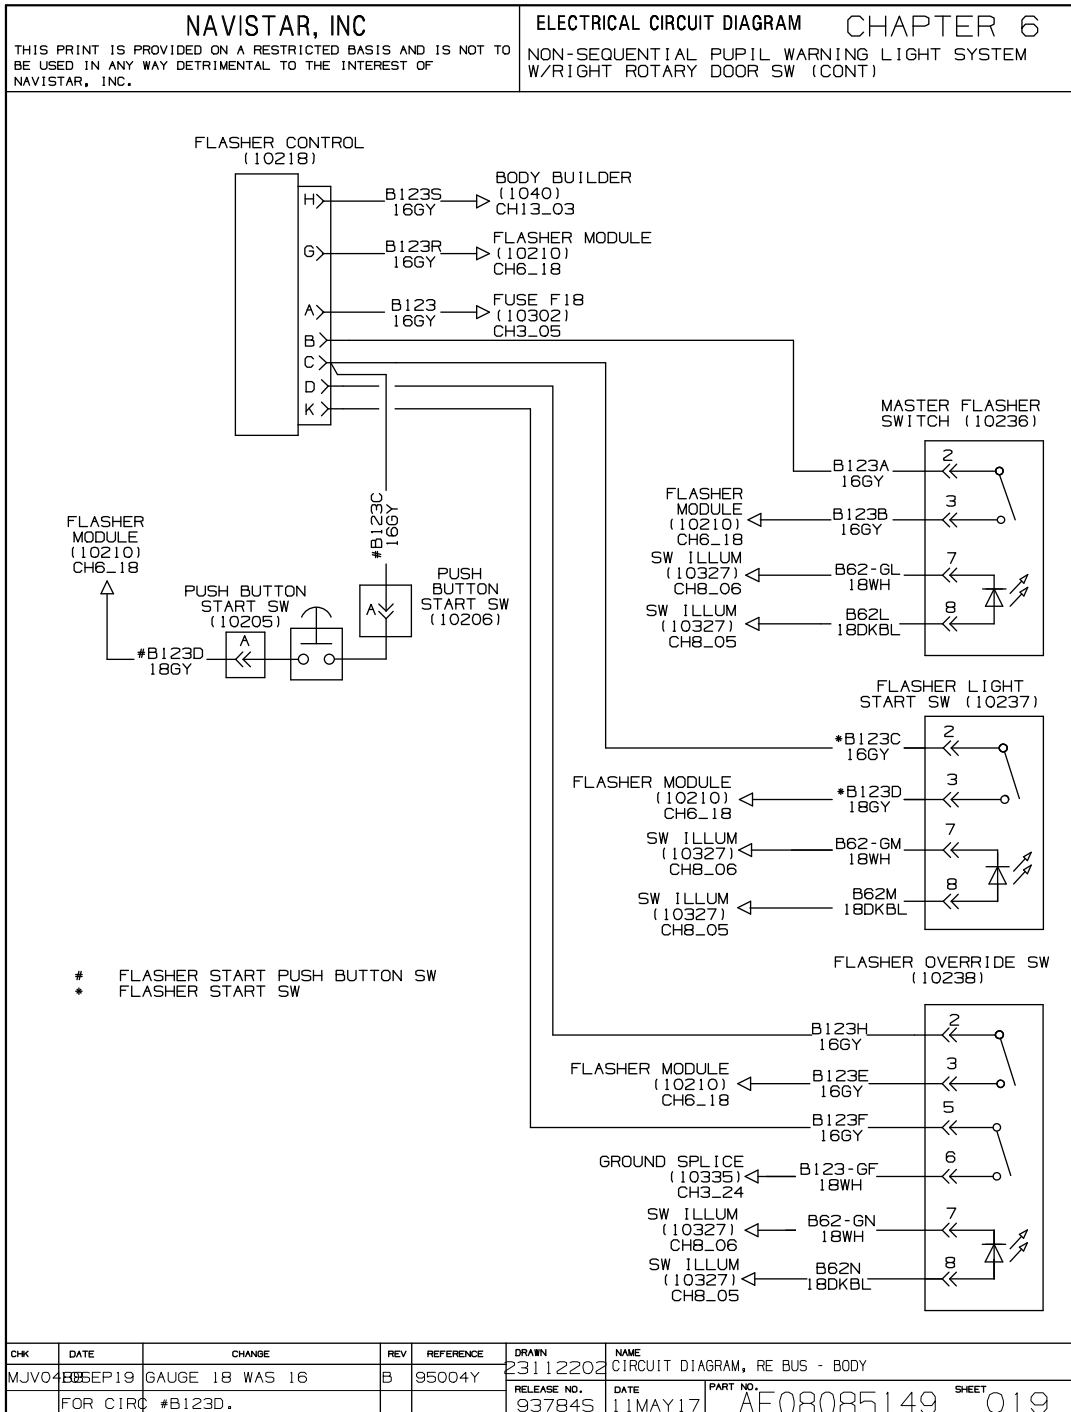 NAVISTAR, INC
THIS PRINT IS PROVIDED ON A RESTRICTED BASIS AND IS NOT TO
BE USED IN ANY WAY DETRIMENTAL TO THE INTEREST OF
NAVISTAR, INC.
ELECTRICAL CIRCUIT DIAGRAM CHAPTER 6
NON-SEQUENTIAL PUPIL WARNING LIGHT SYSTEM
W/RIGHT ROTARY DOOR SW (CONT)
FLASHER CONTROL
(10218)
H
B123S
16GY
BODY BUILDER
(1040)
CH13_03
G
B123R
16GY
FLASHER MODULE
(10210)
CH6_18
A
B123
16GY
FUSE F18
(10302)
CH3_05
B
C
D
K
#B123C
16GY
FLASHER
MODULE
(10210)
CH6_18
PUSH BUTTON
START SW
(10205)
A
#B123D
18GY
A
PUSH
BUTTON
START SW
(10206)
MASTER FLASHER
SWITCH (10236)
B123A
16GY
2
FLASHER
MODULE
(10210)
CH6_18
B123B
16GY
3
SW ILLUM
(10327)
CH8_06
B62-GL
18WH
7
SW ILLUM
(10327)
CH8_05
B62L
18DKBL
8
FLASHER LIGHT
START SW (10237)
*B123C
16GY
2
FLASHER MODULE
(10210)
CH6_18
*B123D
18GY
3
SW ILLUM
(10327)
CH8_06
B62-GM
18WH
7
SW ILLUM
(10327)
CH8_05
B62M
18DKBL
8
# FLASHER START PUSH BUTTON SW
* FLASHER START SW
FLASHER OVERRIDE SW
(10238)
B123H
16GY
2
FLASHER MODULE
(10210)
CH6_18
B123E
16GY
3
B123F
16GY
5
GROUND SPLICE
(10335)
CH3_24
B123-GF
18WH
6
SW ILLUM
(10327)
CH8_06
B62-GN
18WH
7
SW ILLUM
(10327)
CH8_05
B62N
18DKBL
8
CHK DATE CHANGE REV REFERENCE
GAUGE 18 WAS 16 B 95004Y
FOR CIRC #B123D.
DRAWN
23112202
NAME
CIRCUIT DIAGRAM, RE BUS - BODY
RELEASE NO.
93784S
DATE
11MAY17
PART NO.
AE08085149
SHEET
019